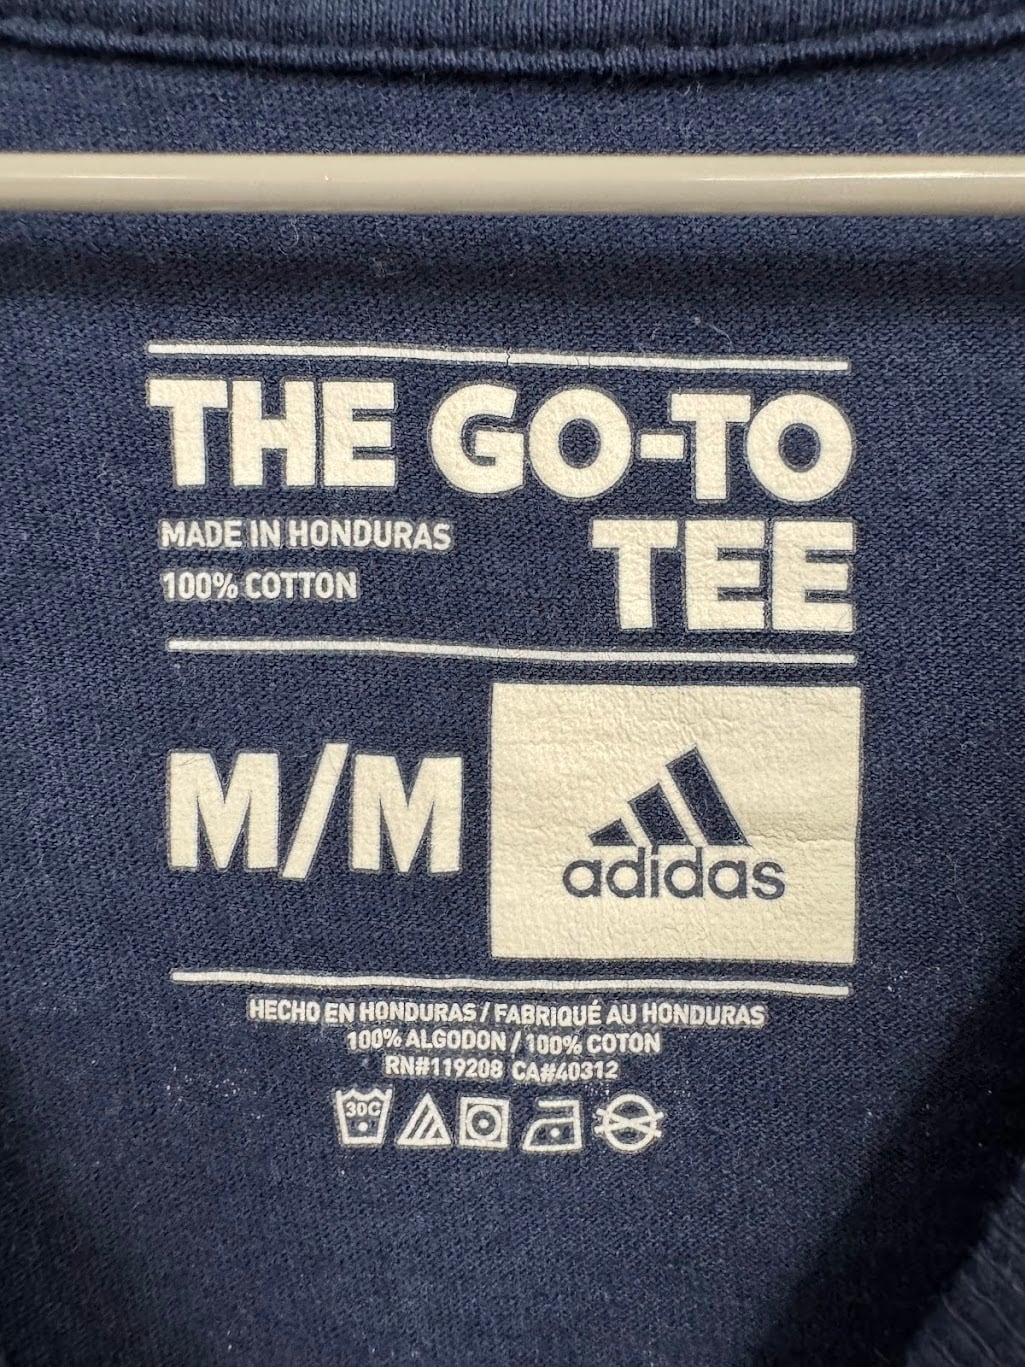 THE GO-TO
TEE
MADE IN HONDURAS
100% COTTON
M/M
adidas
HECHO EN HONDURAS / FABRIQUÉ AU HONDURAS
100% ALGODON / 100% COTON
RN#119208 CA#40312
30C